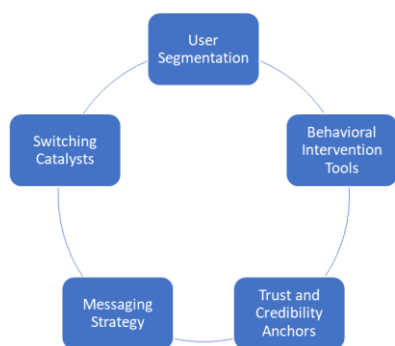 User
Segmentation
Behavioral
Intervention
Tools
Trust and
Credibility
Anchors
Messaging
Strategy
Switching
Catalysts